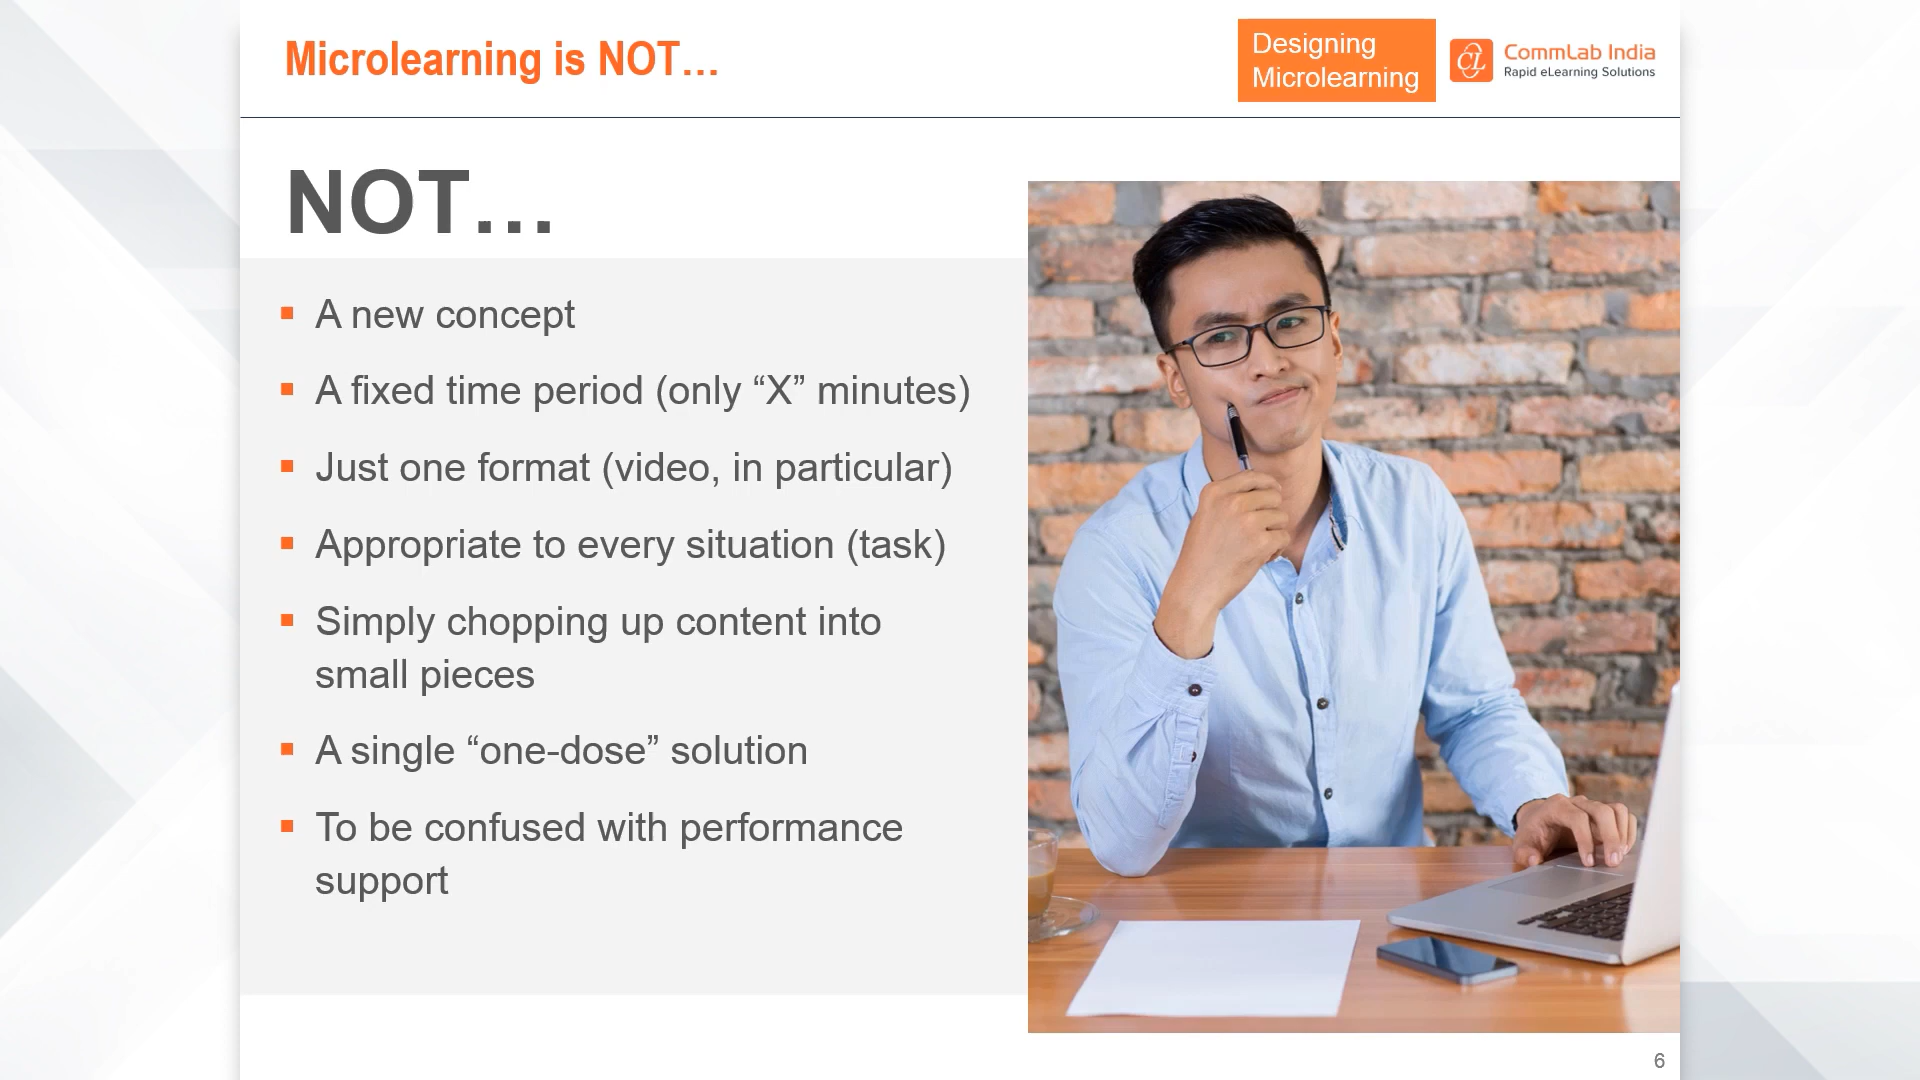 Microlearning is NOT…
Designing
Microlearning
CL
CommLab India
Rapid eLearning Solutions
NOT…
▪ A new concept
▪ A fixed time period (only “X” minutes)
▪ Just one format (video, in particular)
▪ Appropriate to every situation (task)
▪ Simply chopping up content into
small pieces
▪ A single “one-dose” solution
▪ To be confused with performance
support
6